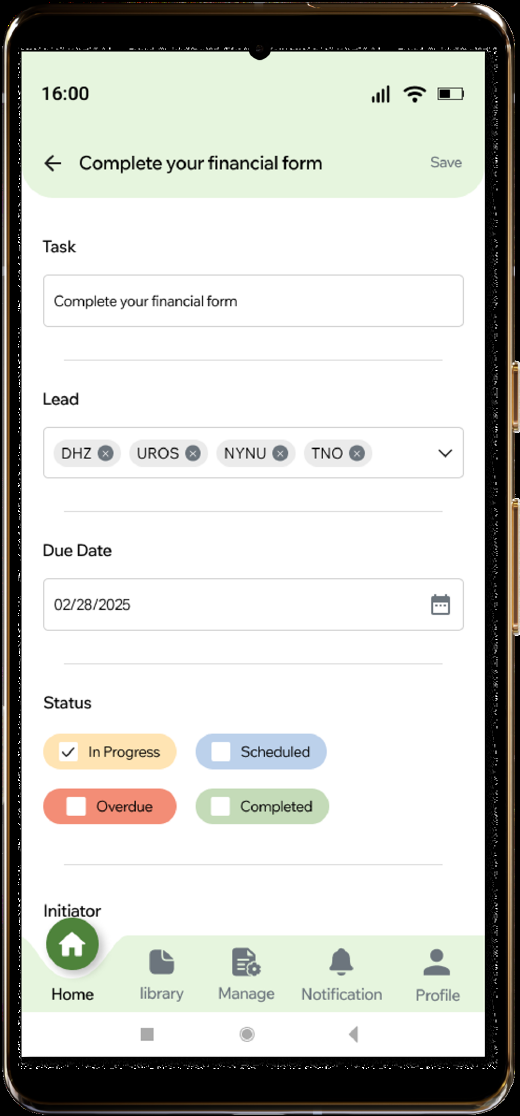 16:00
Complete your financial form Save
Task
Complete your financial form
Lead
DHZ UROS NYNU TNO
Due Date
02/28/2025
Status
In Progress Scheduled
Overdue Completed
Initiator
Home library Manage Notification Profile